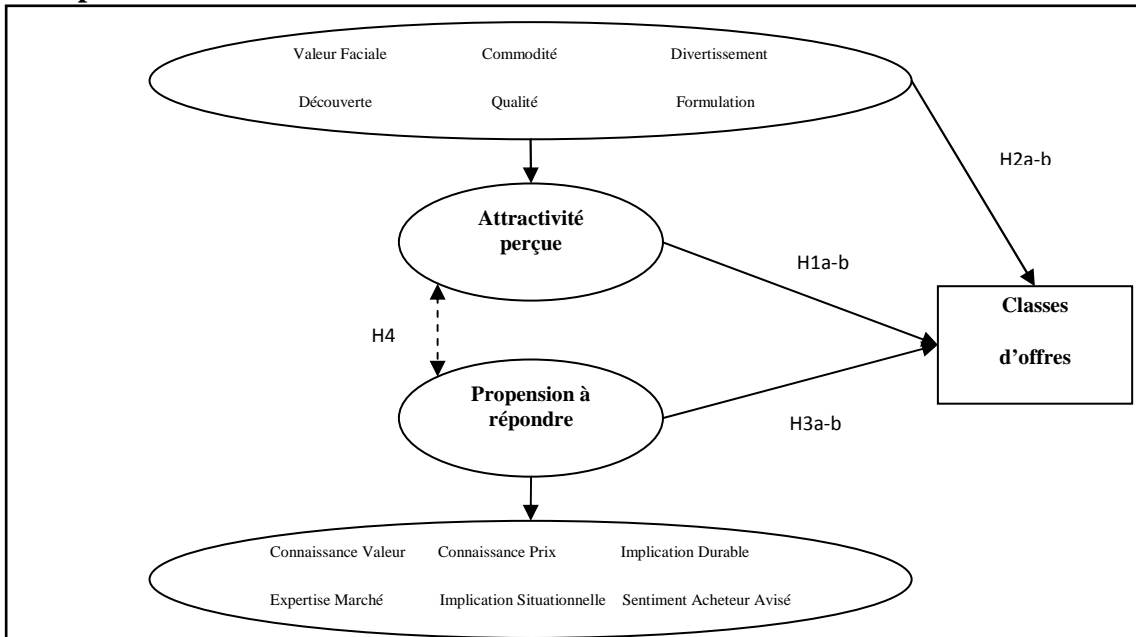 Valeur Faciale Commodité Divertissement
Découverte Qualité Formulation
H2a-b
Attractivité
perçue
H1a-b
Classes
d'offres
H4
Propension à
répondre
H3a-b
Connaissance Valeur Connaissance Prix Implication Durable
Expertise Marché Implication Situationnelle Sentiment Acheteur Avisé